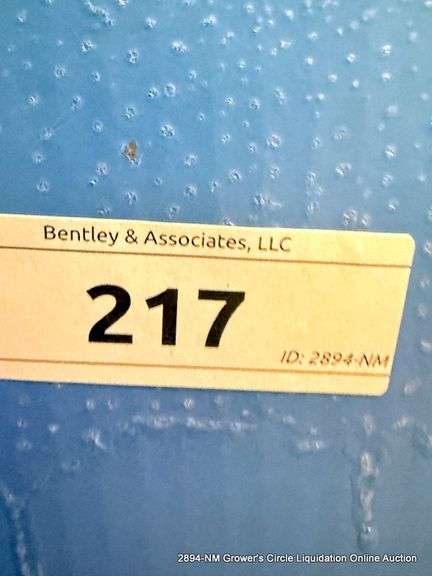 Bentley & Associates, LLC
217
ID: 2894-NM
2894-NM Grower's Circle Liquidation Online Auction